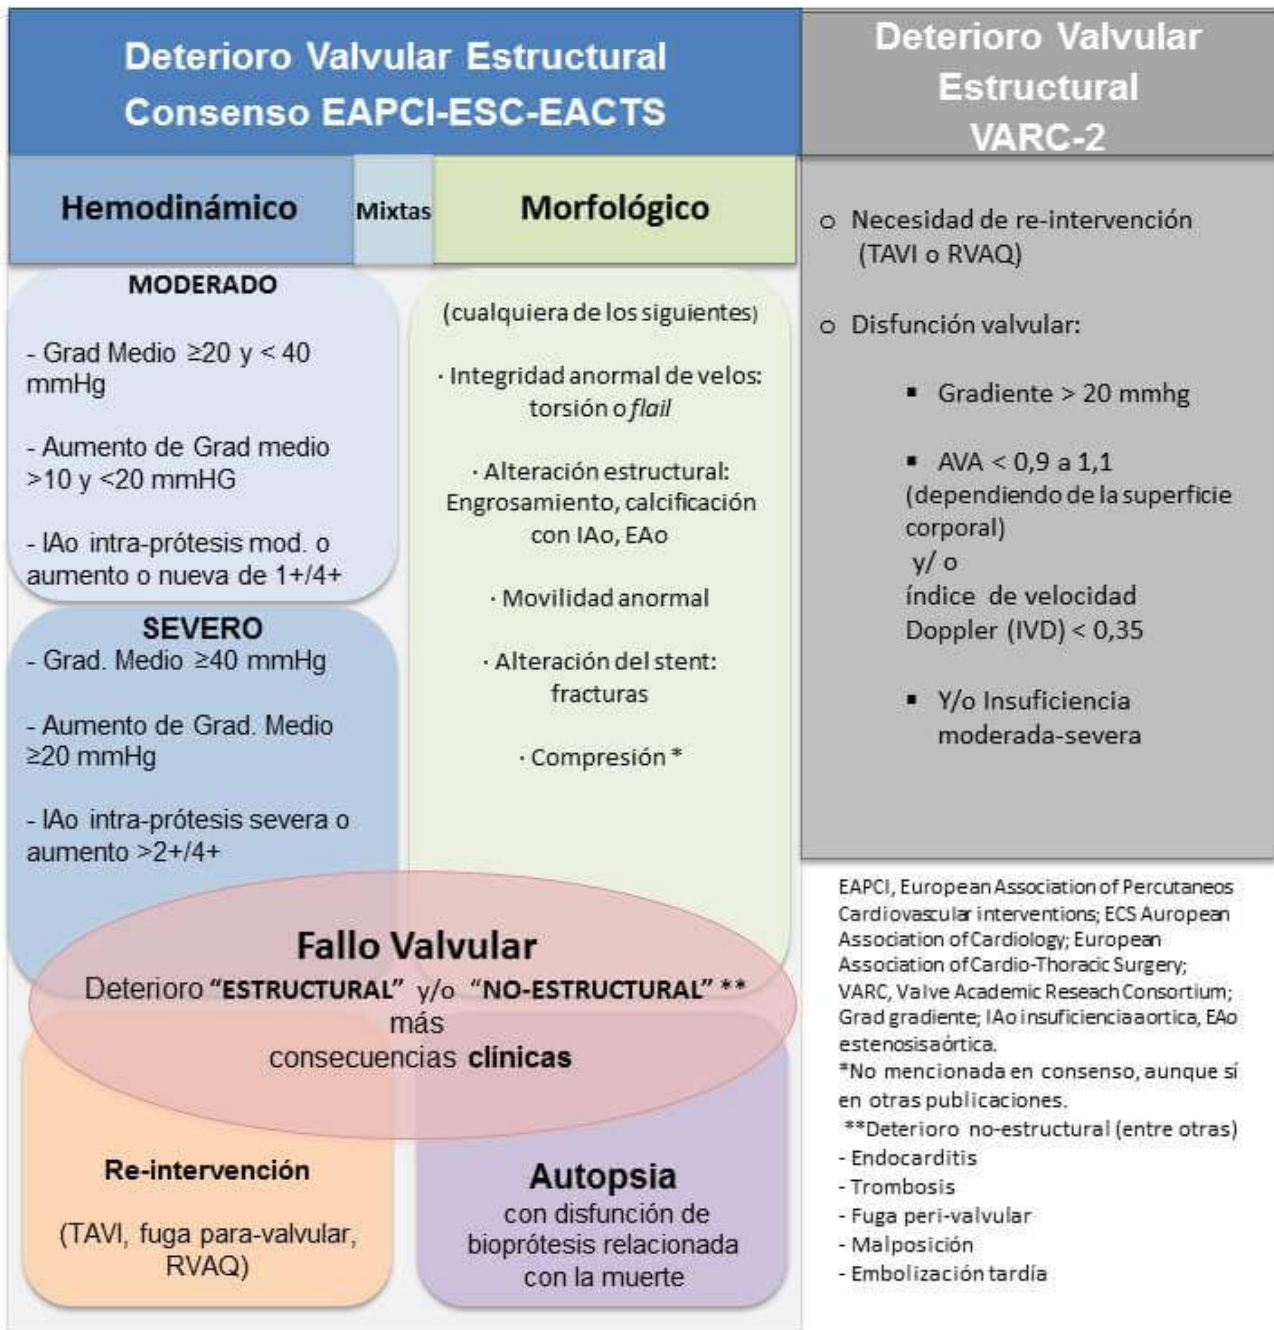 Deterioro Valvular Estructural
Consenso EAPCI-ESC-EACTS
Hemodinámico
Mixtas
Morfológico
MODERADO
- Grad Medio ≥20 y < 40
mmHg
- Aumento de Grad medio
>10 y <20 mmHG
- IAo intra-prótesis mod. o
aumento o nueva de 1+/4+
SEVERO
- Grad. Medio ≥40 mmHg
- Aumento de Grad. Medio
≥20 mmHg
- IAo intra-prótesis severa o
aumento >2+/4+
(cualquiera de los siguientes)
· Integridad anormal de velos:
torsión o flail
· Alteración estructural:
Engrosamiento, calcificación
con IAo, EAo
· Movilidad anormal
· Alteración del stent:
fracturas
· Compresión *
Fallo Valvular
Deterioro “ESTRUCTURAL” y/o “NO-ESTRUCTURAL” **
más
consecuencias clínicas
Re-intervención
(TAVI, fuga para-valvular,
RVAQ)
Autopsia
con disfunción de
bioprótesis relacionada
con la muerte
Deterioro Valvular
Estructural
VARC-2
o Necesidad de re-intervención
(TAVI o RVAQ)
o Disfunción valvular:
▪ Gradiente > 20 mmhg
▪ AVA < 0,9 a 1,1
(dependiendo de la superficie
corporal)
y/ o
índice de velocidad
Doppler (IVD) < 0,35
▪ Y/o Insuficiencia
moderada-severa
EAPCI, European Association of Percutaneos
Cardiovascular interventions; ECS Auropean
Association of Cardiology; European
Association of Cardio-Thoracic Surgery;
VARC, Valve Academic Reseach Consortium;
Grad gradiente; IAo insuficiencia aortica, EAo
estenosis aórtica.
*No mencionada en consenso, aunque sí
en otras publicaciones.
**Deterioro no-estructural (entre otras)
- Endocarditis
- Trombosis
- Fuga peri-valvular
- Malposición
- Embolización tardía